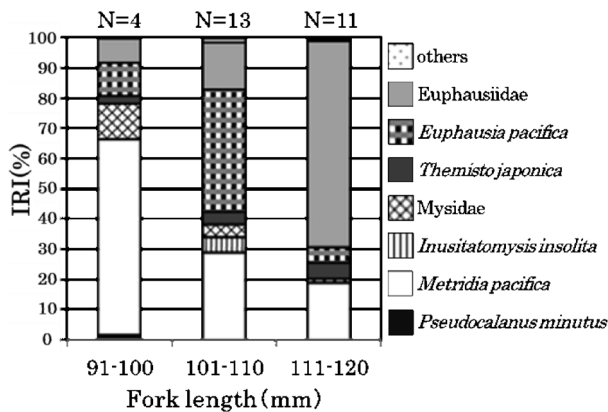 N=4 N=13 N=11
100
90
80
70
60
50
40
30
20
10
0
IRI(%)
91-100 101-110 111-120
Fork length(mm)
others
Euphausiidae
Euphausia pacifica
Themisto japonica
Mysidae
Inusitatomysis insolita
Metridia pacifica
Pseudocalanus minutus